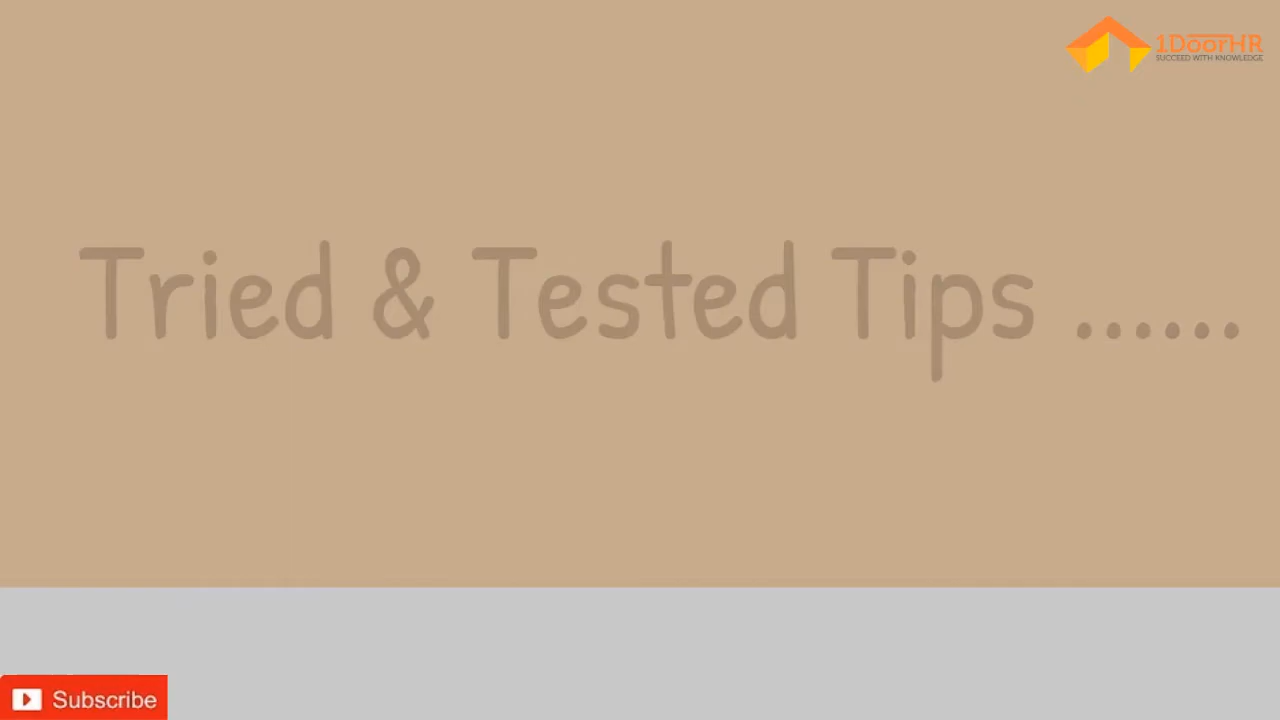 1DoorHR
SUCCEED WITH KNOWLEDGE
Tried & Tested Tips ......
Subscribe